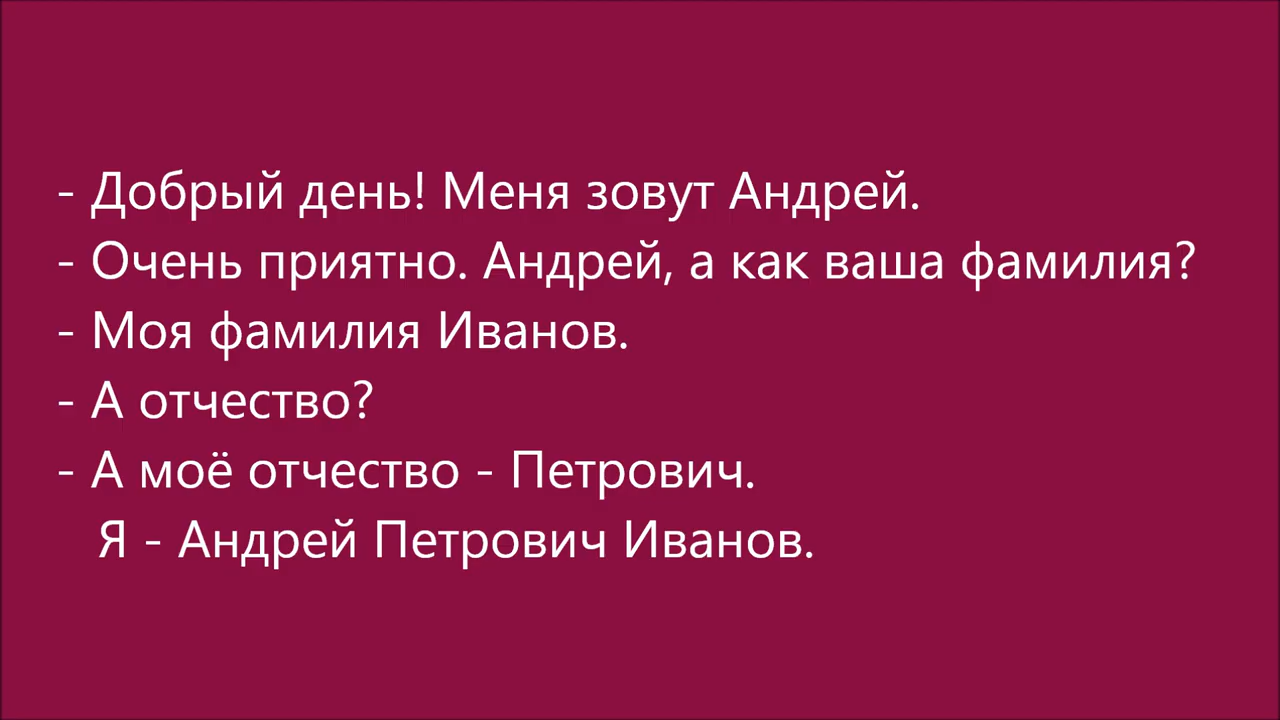 - Добрый день! Меня зовут Андрей.
- Очень приятно. Андрей, а как ваша фамилия?
- Моя фамилия Иванов.
- А отчество?
- А моё отчество - Петрович.
Я - Андрей Петрович Иванов.